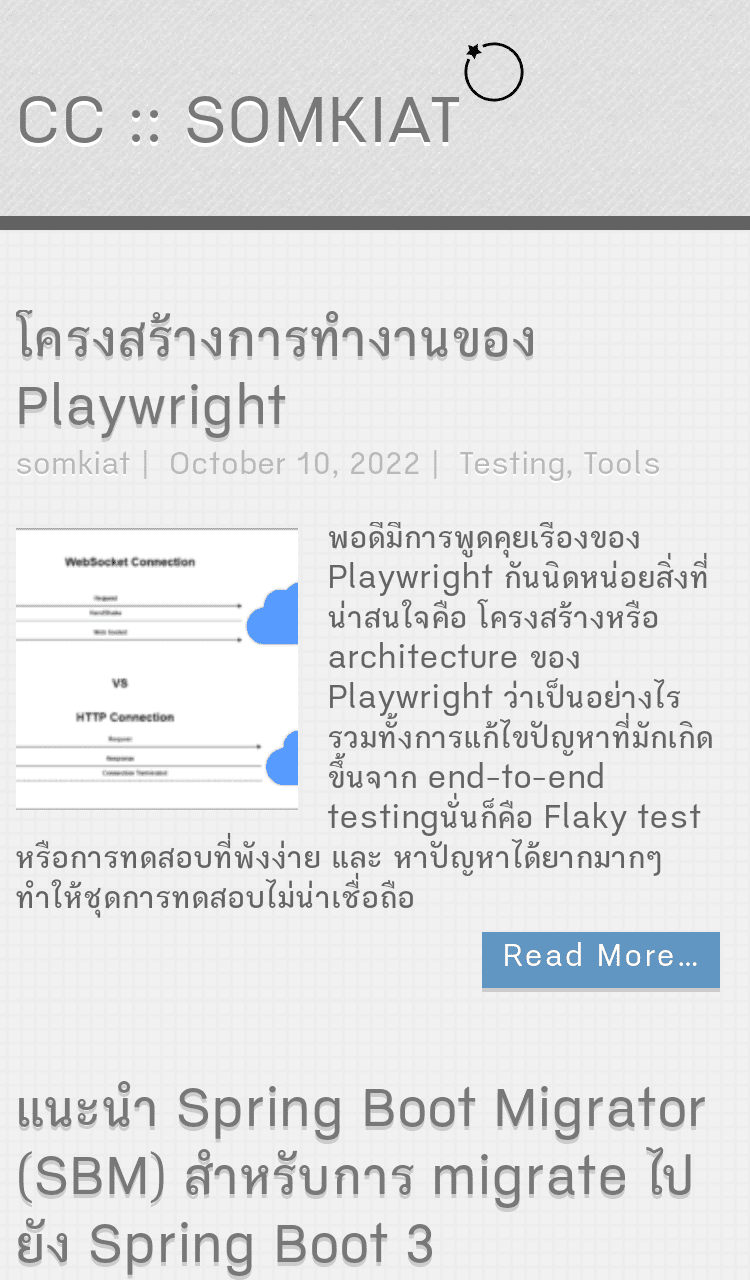 CC :: SOMKIAT
โครงสร้างการทำงานของ
Playwright
somkiat | October 10, 2022 | Testing, Tools
WebSocket Connection
Request
HandShake
Web Socket
VS
HTTP Connection
Request
Response
Connection Terminated
พอดีมีการพูดคุยเรื่องของ
Playwright กันนิดหน่อยสิ่งที่
น่าสนใจคือ โครงสร้างหรือ
architecture ของ
Playwright ว่าเป็นอย่างไร
รวมทั้งการแก้ไขปัญหาที่มักเกิด
ขึ้นจาก end-to-end
testingนั่นก็คือ Flaky test
หรือการทดสอบที่พังง่าย และ หาปัญหาได้ยากมากๆ
ทำให้ชุดการทดสอบไม่น่าเชื่อถือ
Read More…
แนะนำ Spring Boot Migrator
(SBM) สำหรับการ migrate ไป
ยัง Spring Boot 3